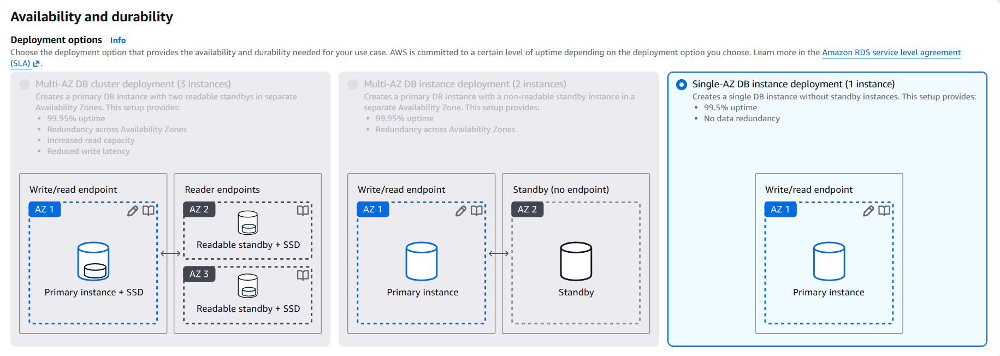 Availability and durability
Deployment options Info
Choose the deployment option that provides the availability and durability needed for your use case. AWS is committed to a certain level of uptime depending on the deployment option you choose. Learn more in the Amazon RDS service level agreement
(SLA).
Multi-AZ DB cluster deployment (3 instances)
Creates a primary DB instance with two readable standbys in separate
Availability Zones. This setup provides:
• 99.95% uptime
• Redundancy across Availability Zones
• Increased read capacity
• Reduced write latency
Write/read endpoint
AZ 1
Primary instance + SSD
Reader endpoints
AZ 2
Readable standby + SSD
AZ 3
Readable standby + SSD
Multi-AZ DB instance deployment (2 instances)
Creates a primary DB instance with a non-readable standby instance in a
separate Availability Zone. This setup provides:
• 99.95% uptime
• Redundancy across Availability Zones
Write/read endpoint
AZ 1
Primary instance
Standby (no endpoint)
AZ 2
Standby
Single-AZ DB instance deployment (1 instance)
Creates a single DB instance without standby instances. This setup provides:
• 99.5% uptime
• No data redundancy
Write/read endpoint
AZ 1
Primary instance